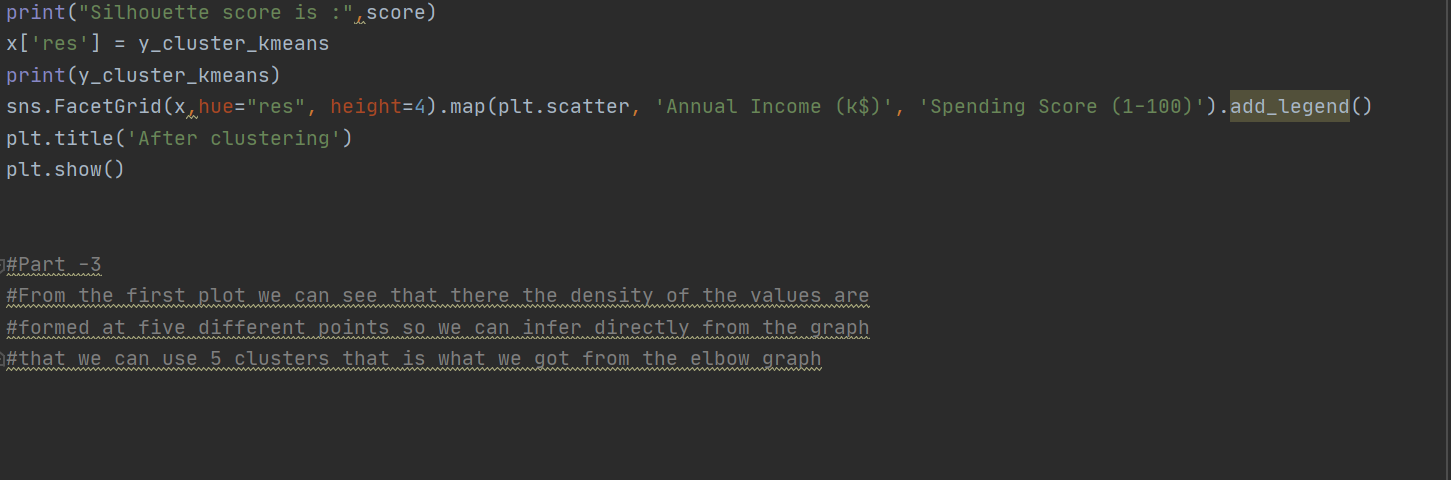 print("Silhouette score is :",score)
x['res'] = y_cluster_kmeans
print(y_cluster_kmeans)
sns.FacetGrid(x,hue="res", height=4).map(plt.scatter, 'Annual Income (k$)', 'Spending Score (1-100)').add_legend()
plt.title('After clustering')
plt.show()
#Part -3
#From the first plot we can see that there the density of the values are
#formed at five different points so we can infer directly from the graph
#that we can use 5 clusters that is what we got from the elbow graph